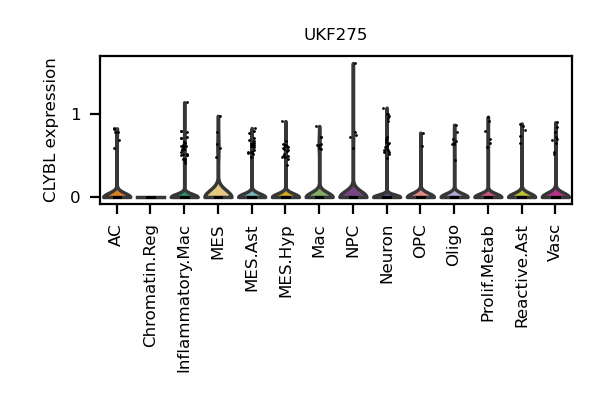 UKF275
CLYBL expression
1
0
AC
Chromatin.Reg
Inflammatory.Mac
MES
MES.Ast
MES.Hyp
Mac
NPC
Neuron
OPC
Oligo
Prolif.Metab
Reactive.Ast
Vasc